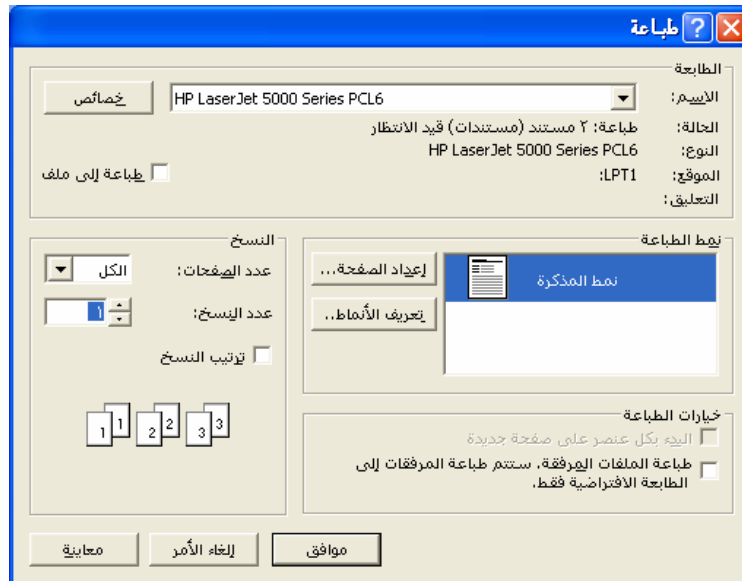 طباعة
الطابعة
الاسم: HP LaserJet 5000 Series PCL6 خصائص
الحالة: طباعة: ٢ مستند (مستندات) قيد الانتظار
النوع: HP LaserJet 5000 Series PCL6
الموقع: LPT1:
طباعة إلى ملف
التعليق:
نمط الطباعة
نمط المذكرة
إعداد الصفحة...
تعريف الأنماط..
خيارات الطباعة
البدء بكل عنصر على صفحة جديدة
طباعة الملفات المرفقة. ستتم طباعة المرفقات إلى
الطابعة الافتراضية فقط.
النسخ
عدد الصفحات: الكل
عدد النسخ: ١
ترتيب النسخ
1 1 2 2 3 3
موافق إلغاء الأمر معاينة